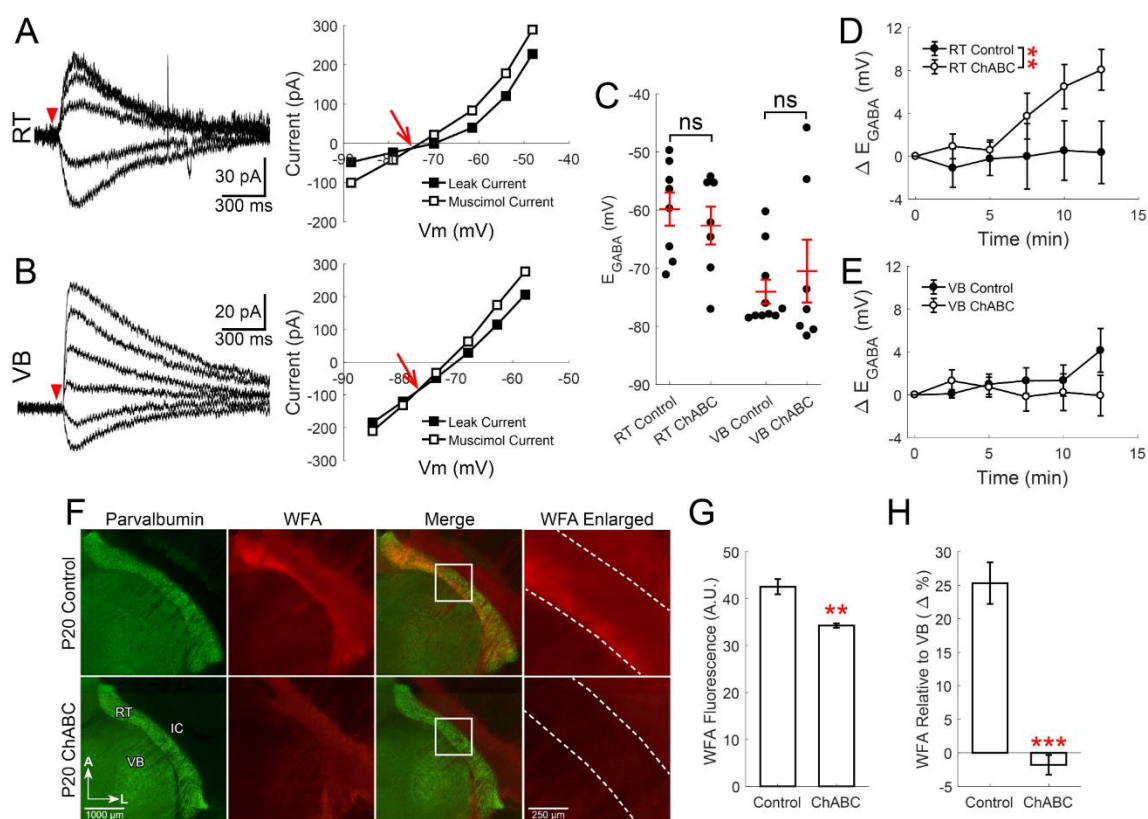 A
RT
30 pA
300 ms
Current (pA)
300
200
100
0
-100
-200
-90
-80
-70
-60
-50
-40
Leak Current
Muscimol Current
Vm (mV)
B
VB
20 pA
300 ms
Current (pA)
300
200
100
0
-100
-200
-300
-90
-80
-70
-60
-50
Leak Current
Muscimol Current
Vm (mV)
C
ns
ns
E GABA (mV)
-40
-50
-60
-70
-80
-90
RT Control
RT ChABC
VB Control
VB ChABC
D
RT Control
RT ChABC
**
Δ E GABA (mV)
12
8
4
0
-4
0
5
10
15
Time (min)
E
VB Control
VB ChABC
Δ E GABA (mV)
12
8
4
0
-4
0
5
10
15
Time (min)
F
Parvalbumin
WFA
Merge
WFA Enlarged
P20 Control
P20 ChABC
RT
IC
VB
A
L
1000 µm
250 µm
G
WFA Fluorescence (A.U.)
50
40
30
20
10
0
**
Control
ChABC
H
WFA Relative to VB ( Δ %)
30
25
20
15
10
5
0
-5
***
Control
ChABC